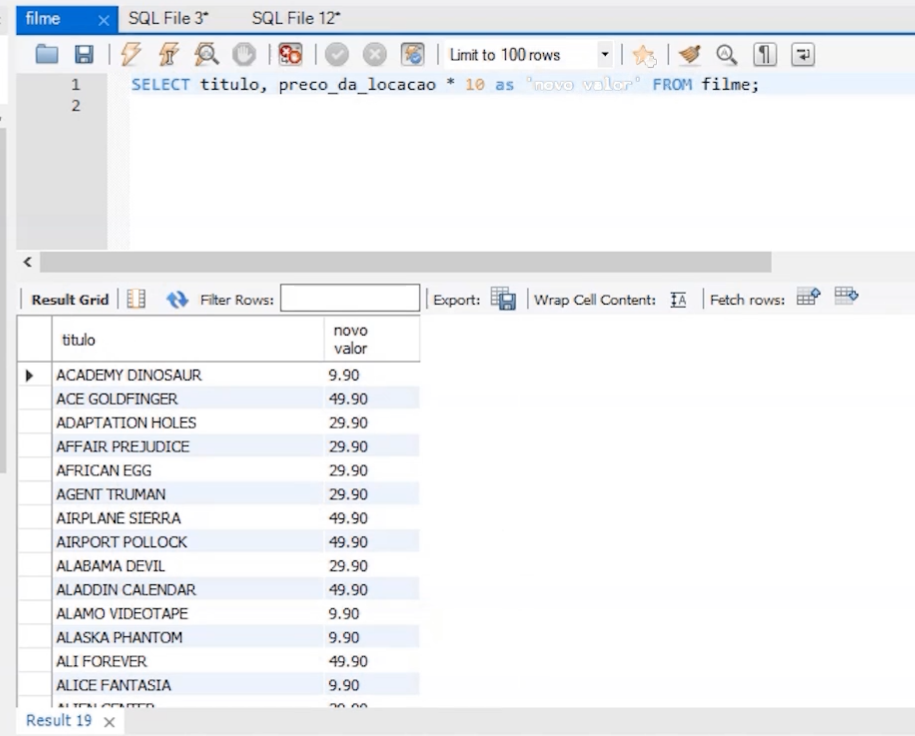 filme × SQL File 3* SQL File 12*
Limit to 100 rows
1 SELECT titulo, preco_da_locacao * 10 as 'novo valor' FROM filme;
2
Result Grid Filter Rows: Export: Wrap Cell Content: Fetch rows:
titulo novo
valor
ACADEMY DINOSAUR 9.90
ACE GOLDFINGER 49.90
ADAPTATION HOLES 29.90
AFFAIR PREJUDICE 29.90
AFRICAN EGG 29.90
AGENT TRUMAN 29.90
AIRPLANE SIERRA 49.90
AIRPORT POLLOCK 49.90
ALABAMA DEVIL 29.90
ALADDIN CALENDAR 49.90
ALAMO VIDEOTAPE 9.90
ALASKA PHANTOM 9.90
ALI FOREVER 49.90
ALICE FANTASIA 9.90
ALIEN CENTER 29.90
Result 19 ×